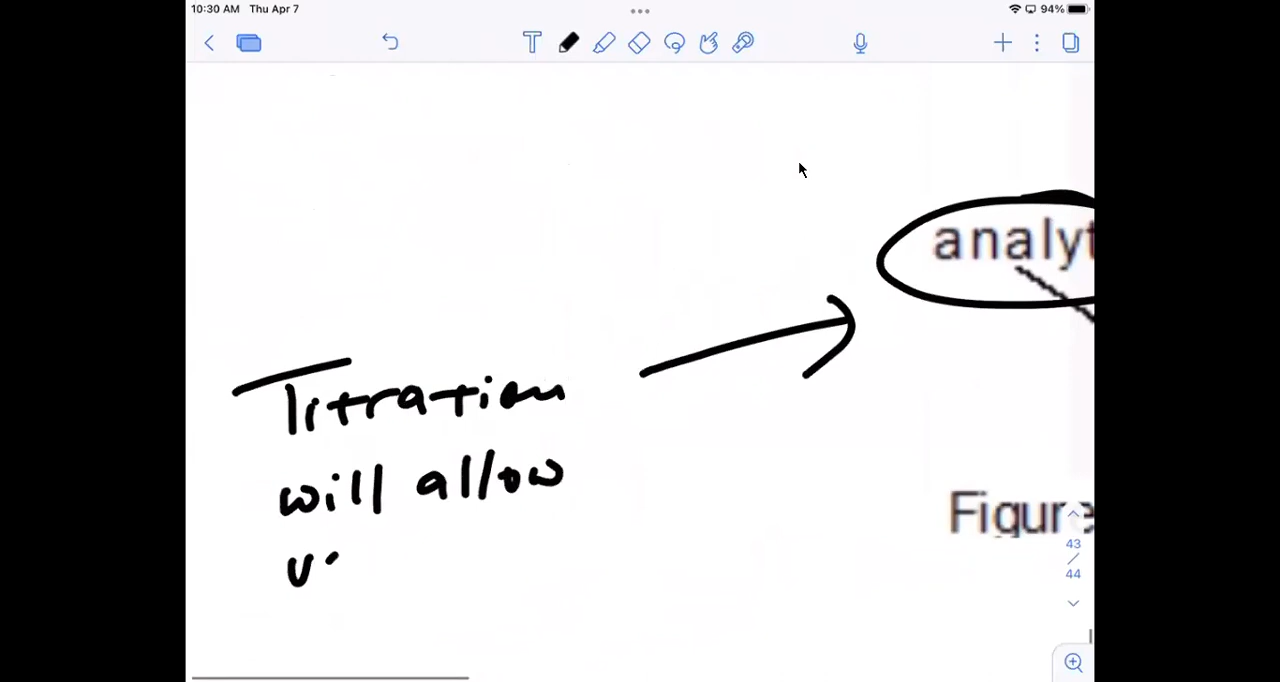 10:30 AM Thu Apr 7
94%
T
analyt
Titration
will allow
Figure
43
44